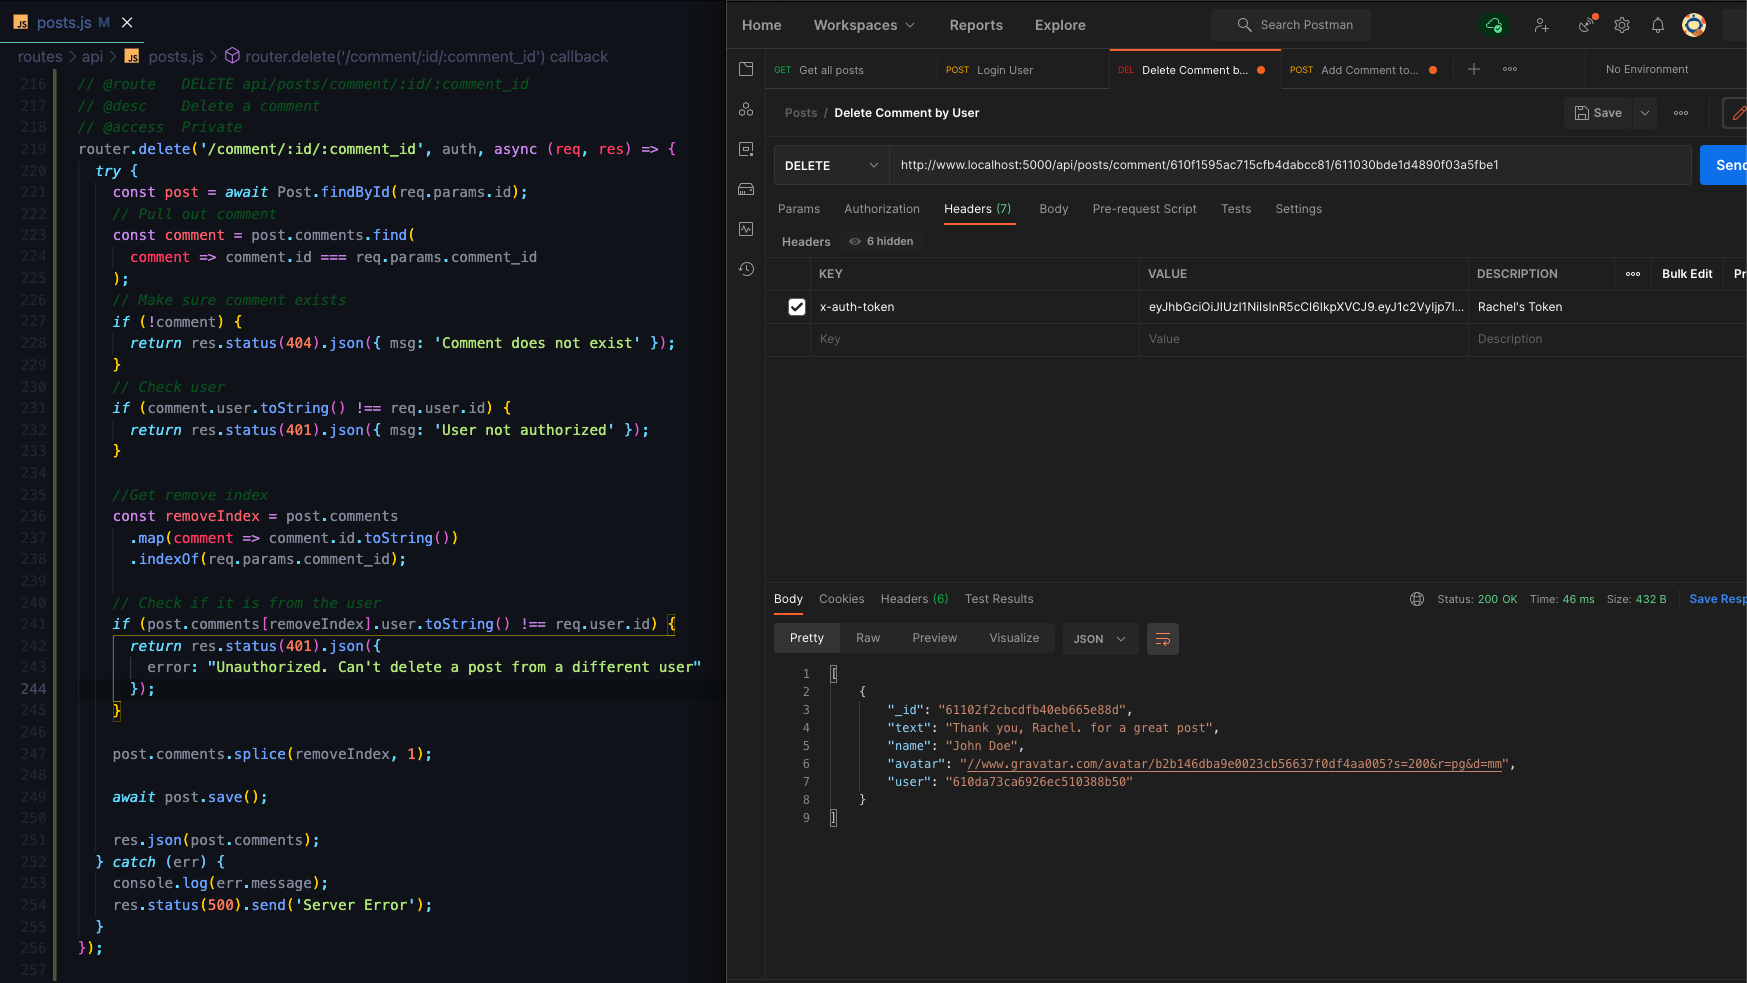 JS posts.js M
routes > api > JS posts.js > router.delete('/comment/:id/:comment_id') callback
216 // @route   DELETE api/posts/comment/:id/:comment_id
217 // @desc    Delete a comment
218 // @access  Private
219 router.delete('/comment/:id/:comment_id', auth, async (req, res) => {
220   try {
221     const post = await Post.findById(req.params.id);
222     // Pull out comment
223     const comment = post.comments.find(
224       comment => comment.id === req.params.comment_id
225     );
226     // Make sure comment exists
227     if (!comment) {
228       return res.status(404).json({ msg: 'Comment does not exist' });
229     }
230     // Check user
231     if (comment.user.toString() !== req.user.id) {
232       return res.status(401).json({ msg: 'User not authorized' });
233     }
234
235     //Get remove index
236     const removeIndex = post.comments
237       .map(comment => comment.id.toString())
238       .indexOf(req.params.comment_id);
239
240     // Check if it is from the user
241     if (post.comments[removeIndex].user.toString() !== req.user.id) {
242       return res.status(401).json({
243         error: "Unauthorized. Can't delete a post from a different user"
244       });
245     }
246
247     post.comments.splice(removeIndex, 1);
248
249     await post.save();
250
251     res.json(post.comments);
252   } catch (err) {
253     console.log(err.message);
254     res.status(500).send('Server Error');
255   }
256 });
257
Home Workspaces Reports Explore Search Postman
GET Get all posts POST Login User DEL Delete Comment b... POST Add Comment to... No Environment
Posts / Delete Comment by User Save
DELETE http://www.localhost:5000/api/posts/comment/610f1595ac715cfb4dabcc81/611030bde1d4890f03a5fbe1 Send
Params Authorization Headers (7) Body Pre-request Script Tests Settings
Headers 6 hidden
KEY VALUE DESCRIPTION Bulk Edit Pr
x-auth-token eyJhbGciOiJIUzI1NiIsInR5cCI6IkpXVCJ9.eyJ1c2VyIjp7I... Rachel's Token
Key Value Description
Body Cookies Headers (6) Test Results Status: 200 OK Time: 46 ms Size: 432 B Save Resp
Pretty Raw Preview Visualize JSON
1 [
2     {
3         "_id": "61102f2cbcdfb40eb665e88d",
4         "text": "Thank you, Rachel. for a great post",
5         "name": "John Doe",
6         "avatar": "//www.gravatar.com/avatar/b2b146dba9e0023cb56637f0df4aa005?s=200&r=pg&d=mm",
7         "user": "610da73ca6926ec510388b50"
8     }
9 ]